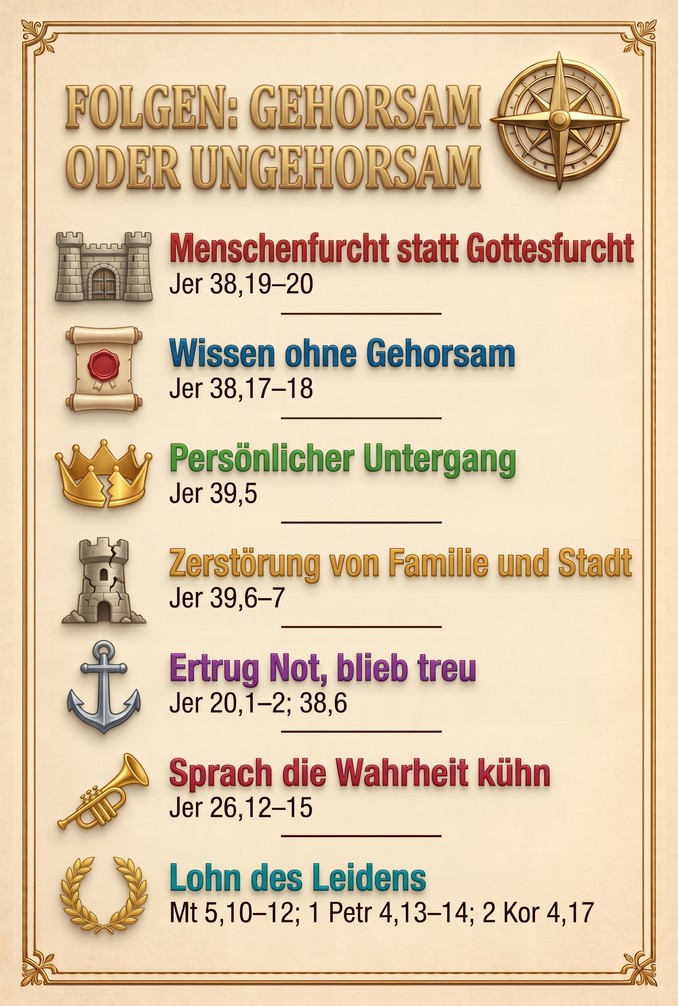 FOLGEN: GEHORSAM
ODER UNGEHORSAM
Menschenfurcht statt Gottesfurcht
Jer 38,19–20
Wissen ohne Gehorsam
Jer 38,17–18
Persönlicher Untergang
Jer 39,5
Zerstörung von Familie und Stadt
Jer 39,6–7
Ertrug Not, blieb treu
Jer 20,1–2; 38,6
Sprach die Wahrheit kühn
Jer 26,12–15
Lohn des Leidens
Mt 5,10–12; 1 Petr 4,13–14; 2 Kor 4,17